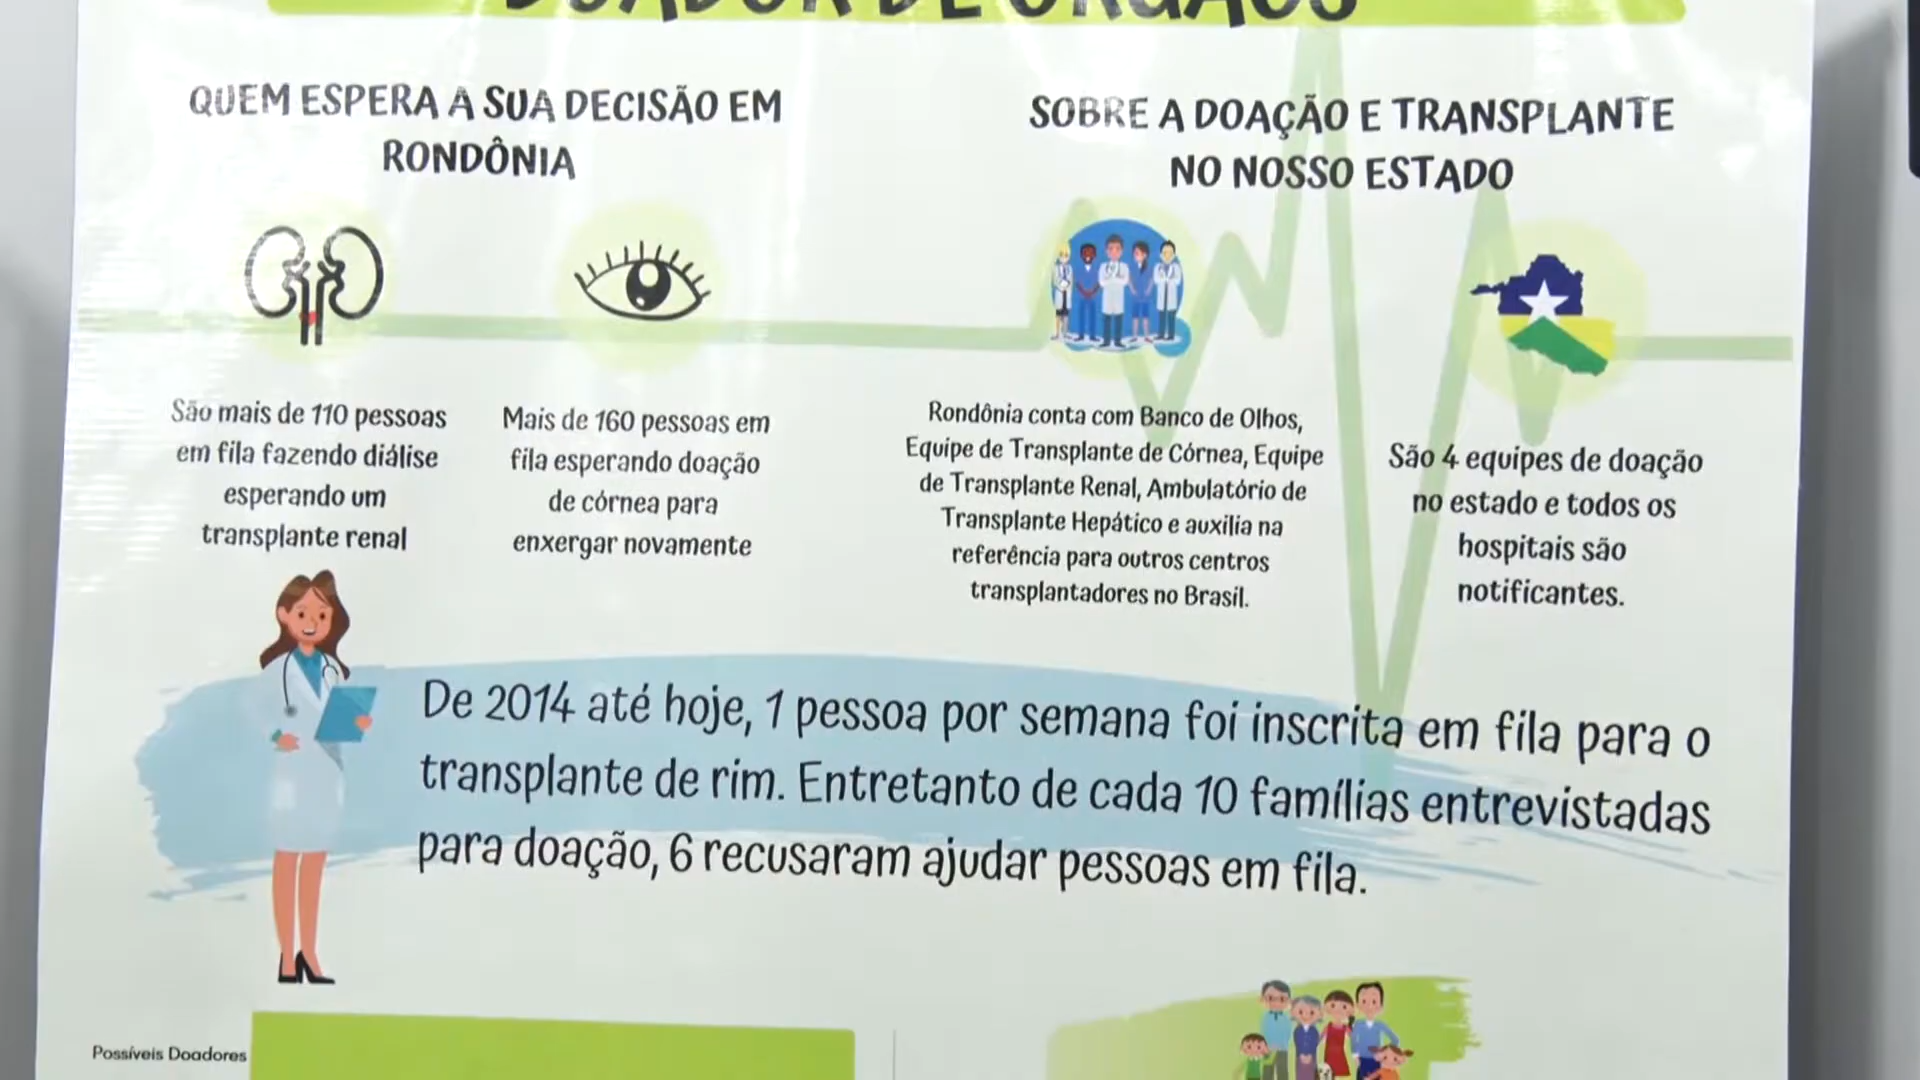 DOADOR DE ÓRGÃOS
QUEM ESPERA A SUA DECISÃO EM
RONDÔNIA
São mais de 110 pessoas
em fila fazendo diálise
esperando um
transplante renal
Mais de 160 pessoas em
fila esperando doação
de córnea para
enxergar novamente
SOBRE A DOAÇÃO E TRANSPLANTE
NO NOSSO ESTADO
Rondônia conta com Banco de Olhos,
Equipe de Transplante de Córnea, Equipe
de Transplante Renal, Ambulatório de
Transplante Hepático e auxilia na
referência para outros centros
transplantadores no Brasil.
São 4 equipes de doação
no estado e todos os
hospitais são
notificantes.
De 2014 até hoje, 1 pessoa por semana foi inscrita em fila para o
transplante de rim. Entretanto de cada 10 famílias entrevistadas
para doação, 6 recusaram ajudar pessoas em fila.
Possíveis Doadores